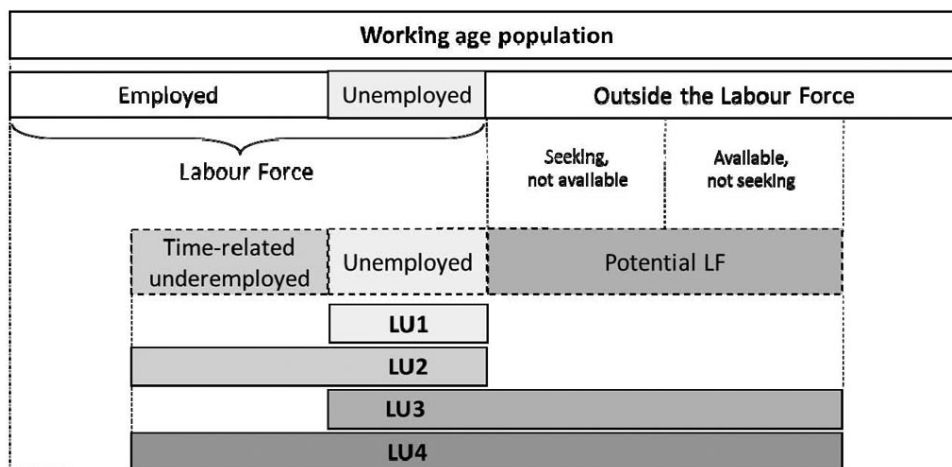 Working age population
Employed
Unemployed
Outside the Labour Force
Labour Force
Seeking,
not available
Available,
not seeking
Time-related
underemployed
Unemployed
Potential LF
LU1
LU2
LU3
LU4